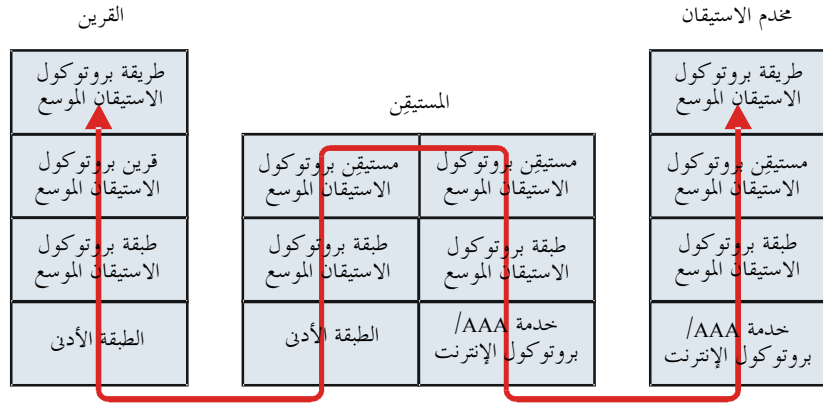 مخدم الاستيقان
طريقة بروتوكول
الاستيقان الموسع
مستيقِن بروتوكول
الاستيقان الموسع
طبقة بروتوكول
الاستيقان الموسع
خدمة AAA/
بروتوكول الإنترنت
المستيقِن
مستيقِن بروتوكول
الاستيقان الموسع
مستيقِن بروتوكول
الاستيقان الموسع
طبقة بروتوكول
الاستيقان الموسع
طبقة بروتوكول
الاستيقان الموسع
خدمة AAA/
بروتوكول الإنترنت
الطبقة الأدنى
القرين
طريقة بروتوكول
الاستيقان الموسع
قرين بروتوكول
الاستيقان الموسع
طبقة بروتوكول
الاستيقان الموسع
الطبقة الأدنى